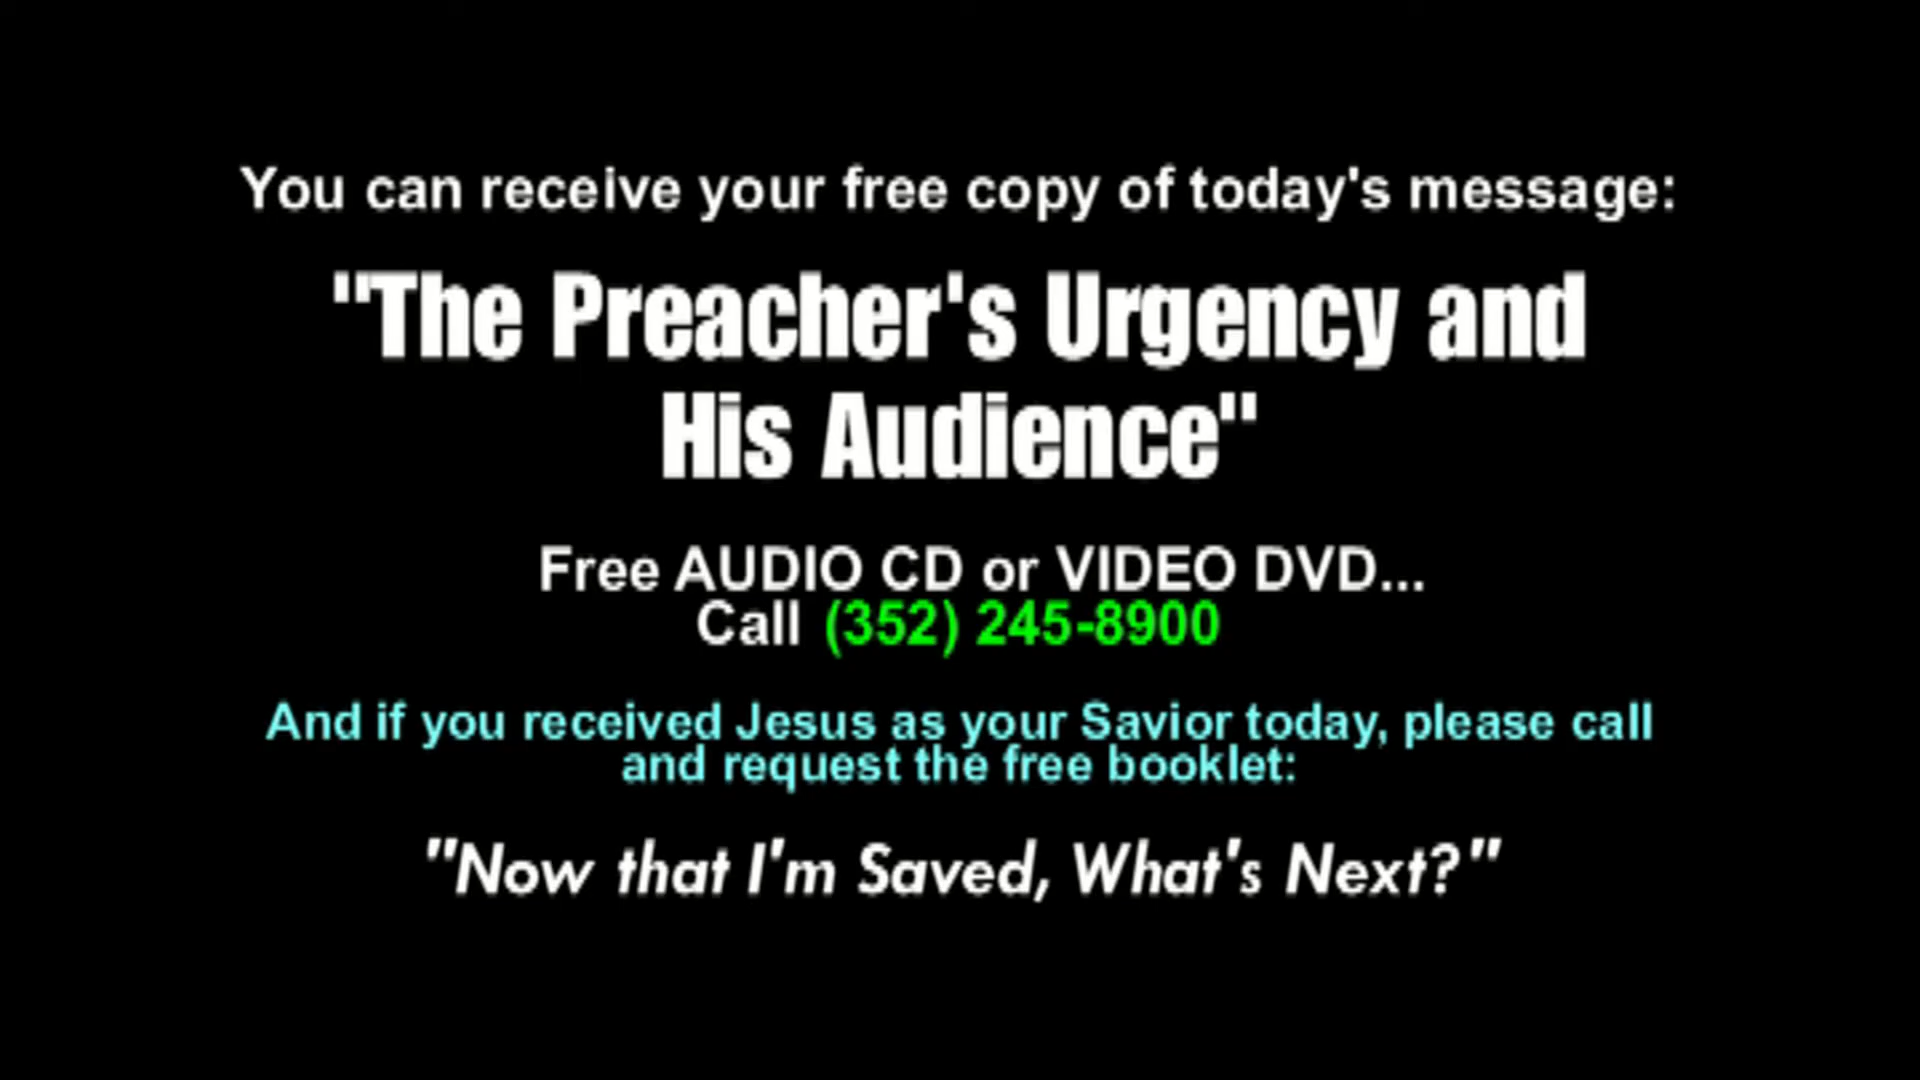 You can receive your free copy of today's message:
"The Preacher's Urgency and
His Audience"
Free AUDIO CD or VIDEO DVD...
Call (352) 245-8900
And if you received Jesus as your Savior today, please call
and request the free booklet:
"Now that I'm Saved, What's Next?"